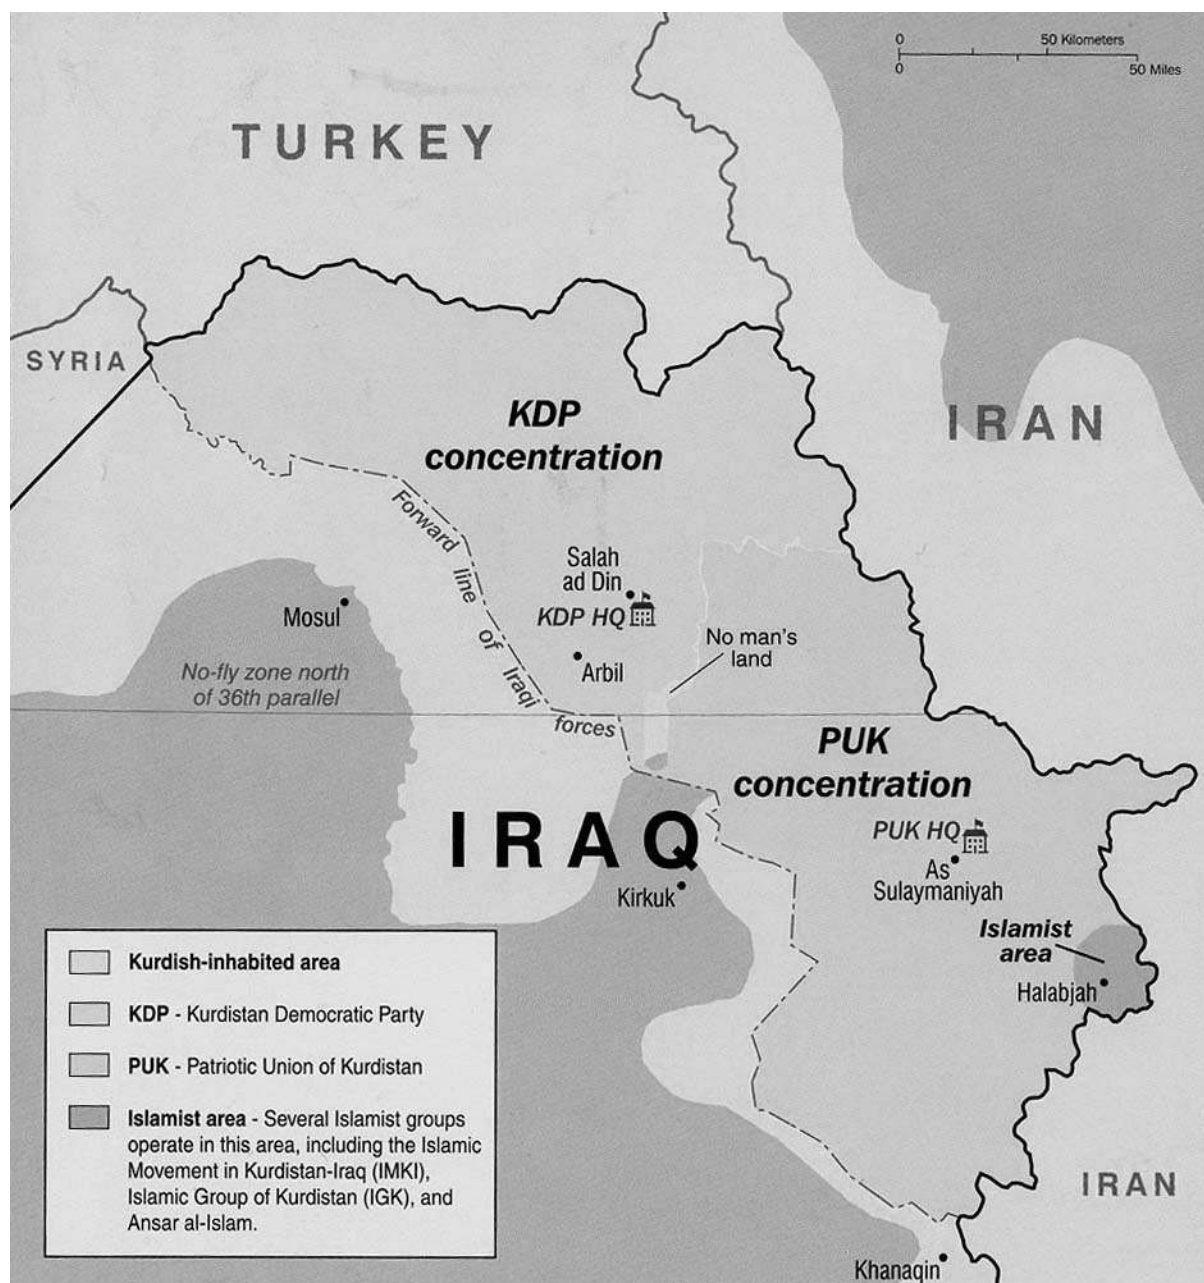 0 50 Kilometers
0 50 Miles
TURKEY
SYRIA
IRAN
KDP
concentration
Forward line of Iraqi forces
Salah
ad Din
KDP HQ
Mosul
Arbil
No man's
land
No-fly zone north
of 36th parallel
PUK
concentration
IRAQ
PUK HQ
As
Sulaymaniyah
Kirkuk
Islamist
area
Halabjah
Kurdish-inhabited area
KDP - Kurdistan Democratic Party
PUK - Patriotic Union of Kurdistan
Islamist area - Several Islamist groups
operate in this area, including the Islamic
Movement in Kurdistan-Iraq (IMKI),
Islamic Group of Kurdistan (IGK), and
Ansar al-Islam.
IRAN
Khanaqin